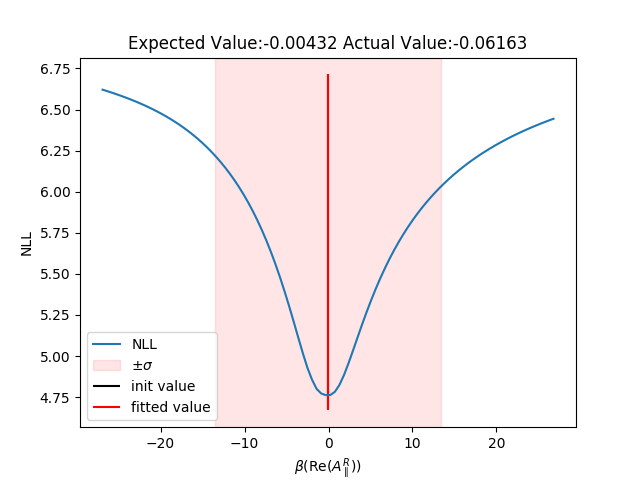 Expected Value:-0.00432 Actual Value:-0.06163
6.75
6.50
6.25
6.00
5.75
5.50
5.25
5.00
4.75
NLL
NLL
±σ
init value
fitted value
−20 −10 0 10 20
β(Re(A_∥^R))